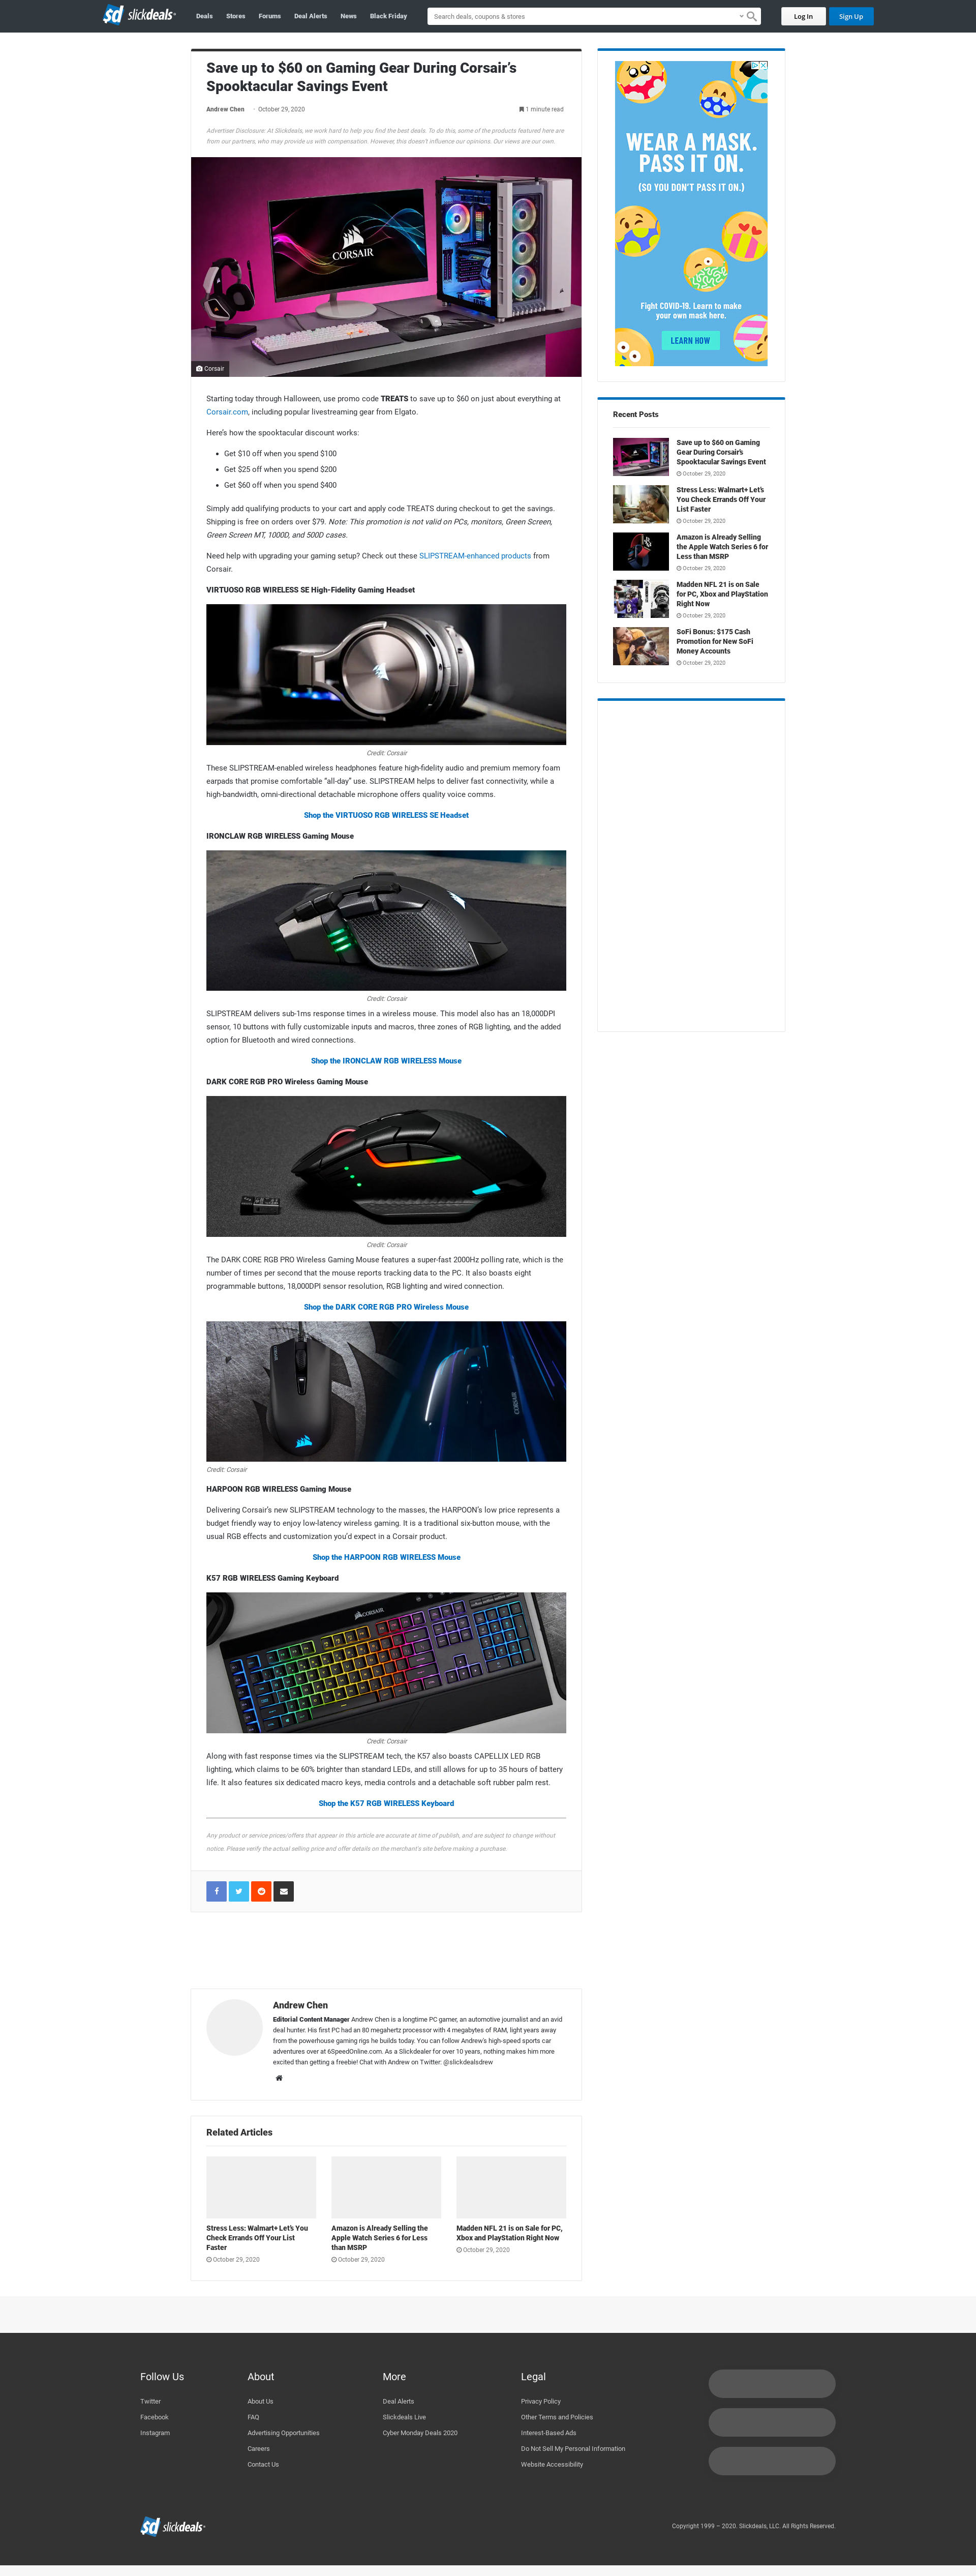 sd slickdeals
Deals Stores Forums Deal Alerts News Black Friday
Search deals, coupons & stores
Log In
Sign Up
Save up to $60 on Gaming Gear During Corsair’s
Spooktacular Savings Event
Andrew Chen · October 29, 2020
1 minute read
Advertiser Disclosure: At Slickdeals, we work hard to help you find the best deals. To do this, some of the products featured here are
from our partners, who may provide us with compensation. However, this doesn't influence our opinions. Our views are our own.
CORSAIR
Corsair
Starting today through Halloween, use promo code TREATS to save up to $60 on just about everything at
Corsair.com, including popular livestreaming gear from Elgato.
Here’s how the spooktacular discount works:
• Get $10 off when you spend $100
• Get $25 off when you spend $200
• Get $60 off when you spend $400
Simply add qualifying products to your cart and apply code TREATS during checkout to get the savings.
Shipping is free on orders over $79. Note: This promotion is not valid on PCs, monitors, Green Screen,
Green Screen MT, 1000D, and 500D cases.
Need help with upgrading your gaming setup? Check out these SLIPSTREAM-enhanced products from
Corsair.
VIRTUOSO RGB WIRELESS SE High-Fidelity Gaming Headset
Credit: Corsair
These SLIPSTREAM-enabled wireless headphones feature high-fidelity audio and premium memory foam
earpads that promise comfortable “all-day” use. SLIPSTREAM helps to deliver fast connectivity, while a
high-bandwidth, omni-directional detachable microphone offers quality voice comms.
Shop the VIRTUOSO RGB WIRELESS SE Headset
IRONCLAW RGB WIRELESS Gaming Mouse
Credit: Corsair
SLIPSTREAM delivers sub-1ms response times in a wireless mouse. This model also has an 18,000DPI
sensor, 10 buttons with fully customizable inputs and macros, three zones of RGB lighting, and the added
option for Bluetooth and wired connections.
Shop the IRONCLAW RGB WIRELESS Mouse
DARK CORE RGB PRO Wireless Gaming Mouse
Credit: Corsair
The DARK CORE RGB PRO Wireless Gaming Mouse features a super-fast 2000Hz polling rate, which is the
number of times per second that the mouse reports tracking data to the PC. It also boasts eight
programmable buttons, 18,000DPI sensor resolution, RGB lighting and wired connection.
Shop the DARK CORE RGB PRO Wireless Mouse
CORSAIR
Credit: Corsair
HARPOON RGB WIRELESS Gaming Mouse
Delivering Corsair’s new SLIPSTREAM technology to the masses, the HARPOON’s low price represents a
budget friendly way to enjoy low-latency wireless gaming. It is a traditional six-button mouse, with the
usual RGB effects and customization you’d expect in a Corsair product.
Shop the HARPOON RGB WIRELESS Mouse
K57 RGB WIRELESS Gaming Keyboard
CORSAIR
Credit: Corsair
Along with fast response times via the SLIPSTREAM tech, the K57 also boasts CAPELLIX LED RGB
lighting, which claims to be 60% brighter than standard LEDs, and still allows for up to 35 hours of battery
life. It also features six dedicated macro keys, media controls and a detachable soft rubber palm rest.
Shop the K57 RGB WIRELESS Keyboard
Any product or service prices/offers that appear in this article are accurate at time of publish, and are subject to change without
notice. Please verify the actual selling price and offer details on the merchant's site before making a purchase.
Andrew Chen
Editorial Content Manager Andrew Chen is a longtime PC gamer, an automotive journalist and an avid
deal hunter. His first PC had an 80 megahertz processor with 4 megabytes of RAM, light years away
from the powerhouse gaming rigs he builds today. You can follow Andrew's high-speed sports car
adventures over at 6SpeedOnline.com. As a Slickdealer for over 10 years, nothing makes him more
excited than getting a freebie! Chat with Andrew on Twitter: @slickdealsdrew
Related Articles
Stress Less: Walmart+ Let’s You
Check Errands Off Your List
Faster
October 29, 2020
Amazon is Already Selling the
Apple Watch Series 6 for Less
than MSRP
October 29, 2020
Madden NFL 21 is on Sale for PC,
Xbox and PlayStation Right Now
October 29, 2020
WEAR A MASK.
PASS IT ON.
(SO YOU DON'T PASS IT ON.)
Fight COVID-19. Learn to make
your own mask here.
LEARN HOW
Recent Posts
Save up to $60 on Gaming
Gear During Corsair’s
Spooktacular Savings Event
October 29, 2020
Stress Less: Walmart+ Let’s
You Check Errands Off Your
List Faster
October 29, 2020
Amazon is Already Selling
the Apple Watch Series 6 for
Less than MSRP
October 29, 2020
Madden NFL 21 is on Sale
for PC, Xbox and PlayStation
Right Now
October 29, 2020
SoFi Bonus: $175 Cash
Promotion for New SoFi
Money Accounts
October 29, 2020
Follow Us
Twitter
Facebook
Instagram
About
About Us
FAQ
Advertising Opportunities
Careers
Contact Us
More
Deal Alerts
Slickdeals Live
Cyber Monday Deals 2020
Legal
Privacy Policy
Other Terms and Policies
Interest-Based Ads
Do Not Sell My Personal Information
Website Accessibility
sd slickdeals
Copyright 1999 – 2020. Slickdeals, LLC. All Rights Reserved.